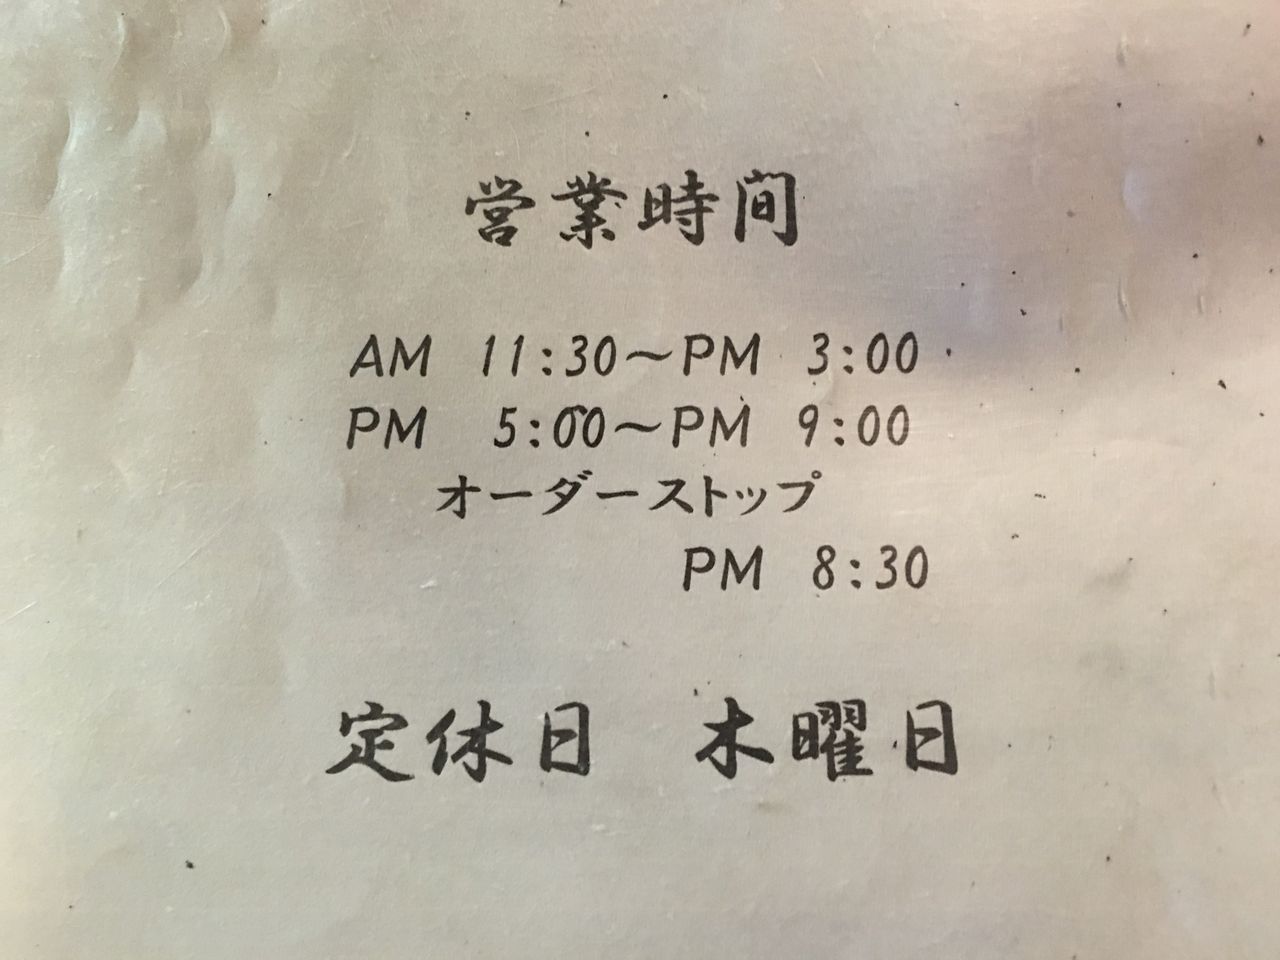 営業時間
AM 11:30～PM 3:00
PM 5:00～PM 9:00
オーダーストップ
PM 8:30
定休日 木曜日